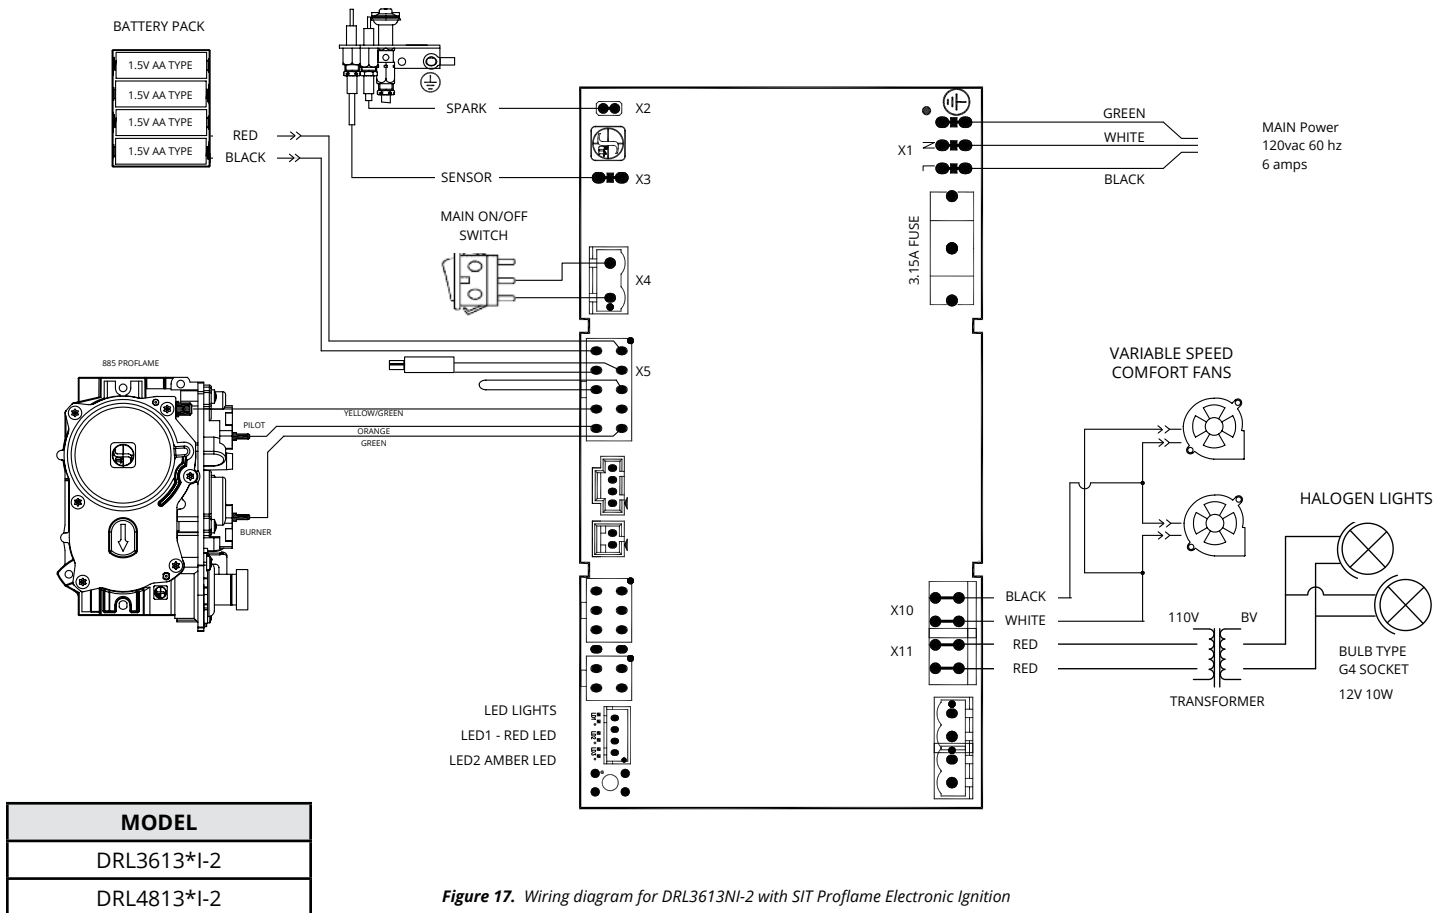 BATTERY PACK
1.5V AA TYPE
1.5V AA TYPE
1.5V AA TYPE
1.5V AA TYPE
RED
BLACK
SPARK
X2
SENSOR
X3
MAIN ON/OFF
SWITCH
X4
X5
885 PROFLAME
YELLOW/GREEN
PILOT
ORANGE
GREEN
BURNER
GREEN
WHITE
BLACK
X1
N
L
MAIN Power
120vac 60 hz
6 amps
3.15A FUSE
VARIABLE SPEED
COMFORT FANS
HALOGEN LIGHTS
X10
BLACK
WHITE
X11
RED
RED
110V
BV
TRANSFORMER
BULB TYPE
G4 SOCKET
12V 10W
LED LIGHTS
LED1 - RED LED
LED2 AMBER LED
MODEL
DRL3613*I-2
DRL4813*I-2
Figure 17. Wiring diagram for DRL3613NI-2 with SIT Proflame Electronic Ignition